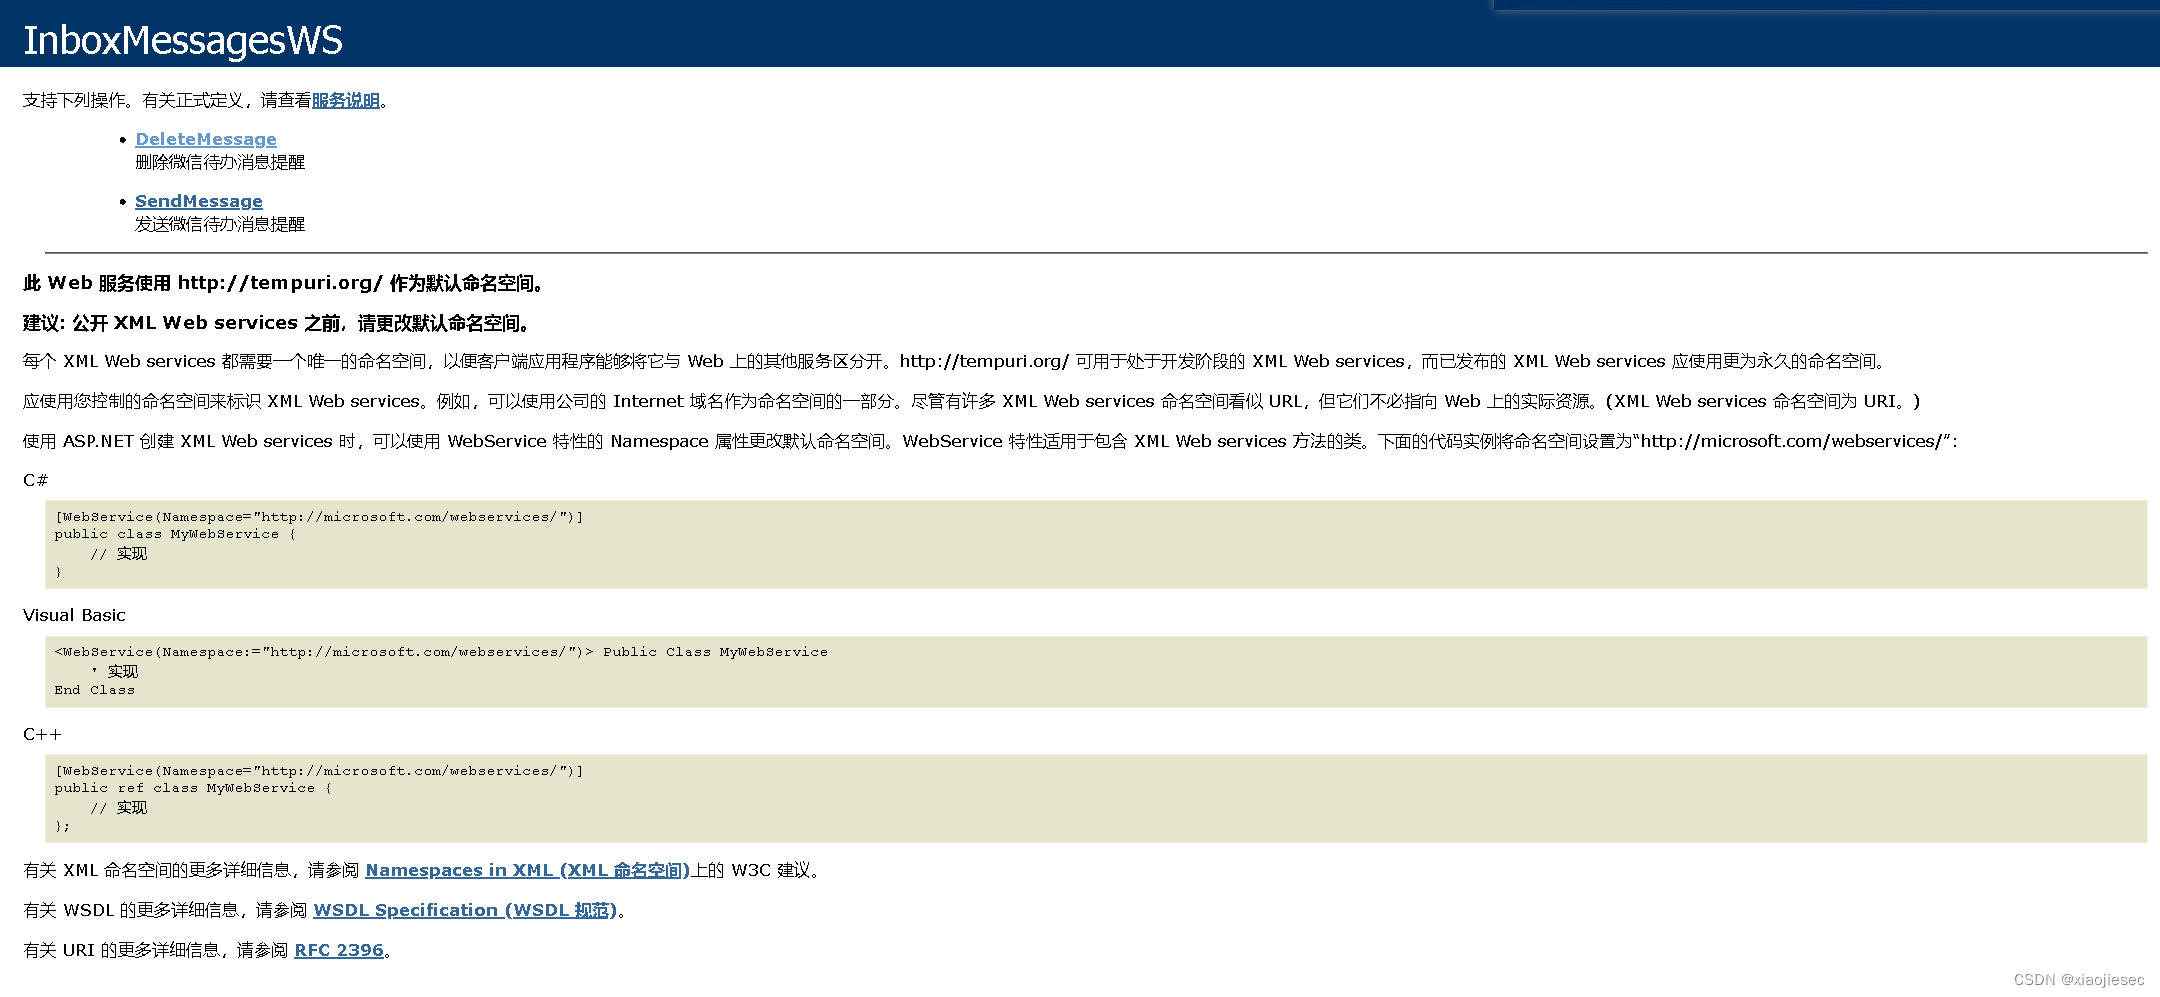 InboxMessagesWS
支持下列操作。有关正式定义，请查看服务说明。
• DeleteMessage
删除微信待办消息提醒
• SendMessage
发送微信待办消息提醒
此 Web 服务使用 http://tempuri.org/ 作为默认命名空间。
建议: 公开 XML Web services 之前，请更改默认命名空间。
每个 XML Web services 都需要一个唯一的命名空间，以便客户端应用程序能够将它与 Web 上的其他服务区分开。http://tempuri.org/ 可用于处于开发阶段的 XML Web services，而已发布的 XML Web services 应使用更为永久的命名空间。
应使用您控制的命名空间来标识 XML Web services。例如，可以使用公司的 Internet 域名作为命名空间的一部分。尽管有许多 XML Web services 命名空间看似 URL，但它们不必指向 Web 上的实际资源。(XML Web services 命名空间为 URI。)
使用 ASP.NET 创建 XML Web services 时，可以使用 WebService 特性的 Namespace 属性更改默认命名空间。WebService 特性适用于包含 XML Web services 方法的类。下面的代码实例将命名空间设置为“http://microsoft.com/webservices/”:
C#
[WebService(Namespace="http://microsoft.com/webservices/")]
public class MyWebService {
    // 实现
}
Visual Basic
<WebService(Namespace:="http://microsoft.com/webservices/")> Public Class MyWebService
    ' 实现
End Class
C++
[WebService(Namespace="http://microsoft.com/webservices/")]
public ref class MyWebService {
    // 实现
};
有关 XML 命名空间的更多详细信息，请参阅 Namespaces in XML (XML 命名空间)上的 W3C 建议。
有关 WSDL 的更多详细信息，请参阅 WSDL Specification (WSDL 规范)。
有关 URI 的更多详细信息，请参阅 RFC 2396。
CSDN @xiaojiesec